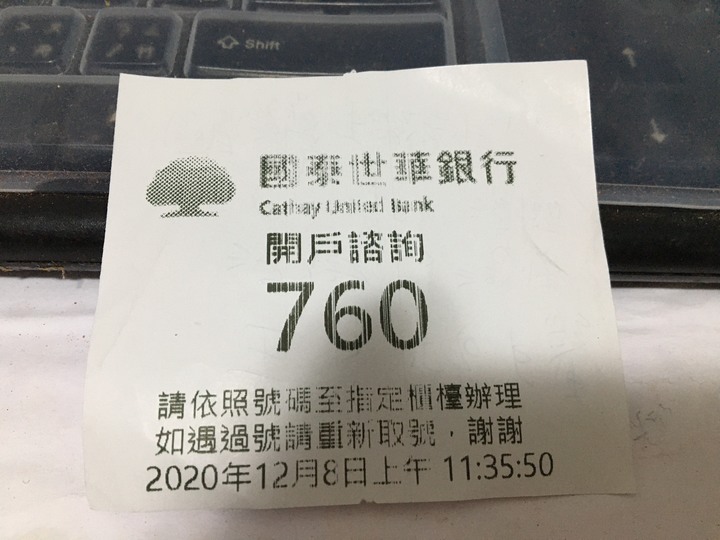 Shift
國泰世華銀行
Cathay United Bank
開戶諮詢
760
請依照號碼至指定櫃檯辦理
如遇過號請重新取號，謝謝
2020年12月8日上午 11:35:50